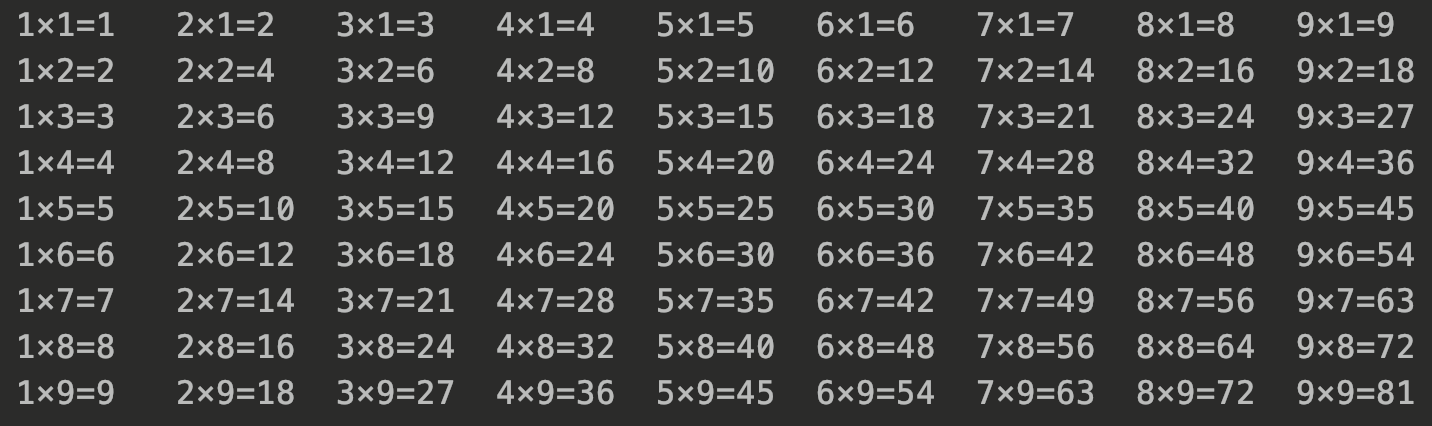 1×1=1 2×1=2 3×1=3 4×1=4 5×1=5 6×1=6 7×1=7 8×1=8 9×1=9
1×2=2 2×2=4 3×2=6 4×2=8 5×2=10 6×2=12 7×2=14 8×2=16 9×2=18
1×3=3 2×3=6 3×3=9 4×3=12 5×3=15 6×3=18 7×3=21 8×3=24 9×3=27
1×4=4 2×4=8 3×4=12 4×4=16 5×4=20 6×4=24 7×4=28 8×4=32 9×4=36
1×5=5 2×5=10 3×5=15 4×5=20 5×5=25 6×5=30 7×5=35 8×5=40 9×5=45
1×6=6 2×6=12 3×6=18 4×6=24 5×6=30 6×6=36 7×6=42 8×6=48 9×6=54
1×7=7 2×7=14 3×7=21 4×7=28 5×7=35 6×7=42 7×7=49 8×7=56 9×7=63
1×8=8 2×8=16 3×8=24 4×8=32 5×8=40 6×8=48 7×8=56 8×8=64 9×8=72
1×9=9 2×9=18 3×9=27 4×9=36 5×9=45 6×9=54 7×9=63 8×9=72 9×9=81